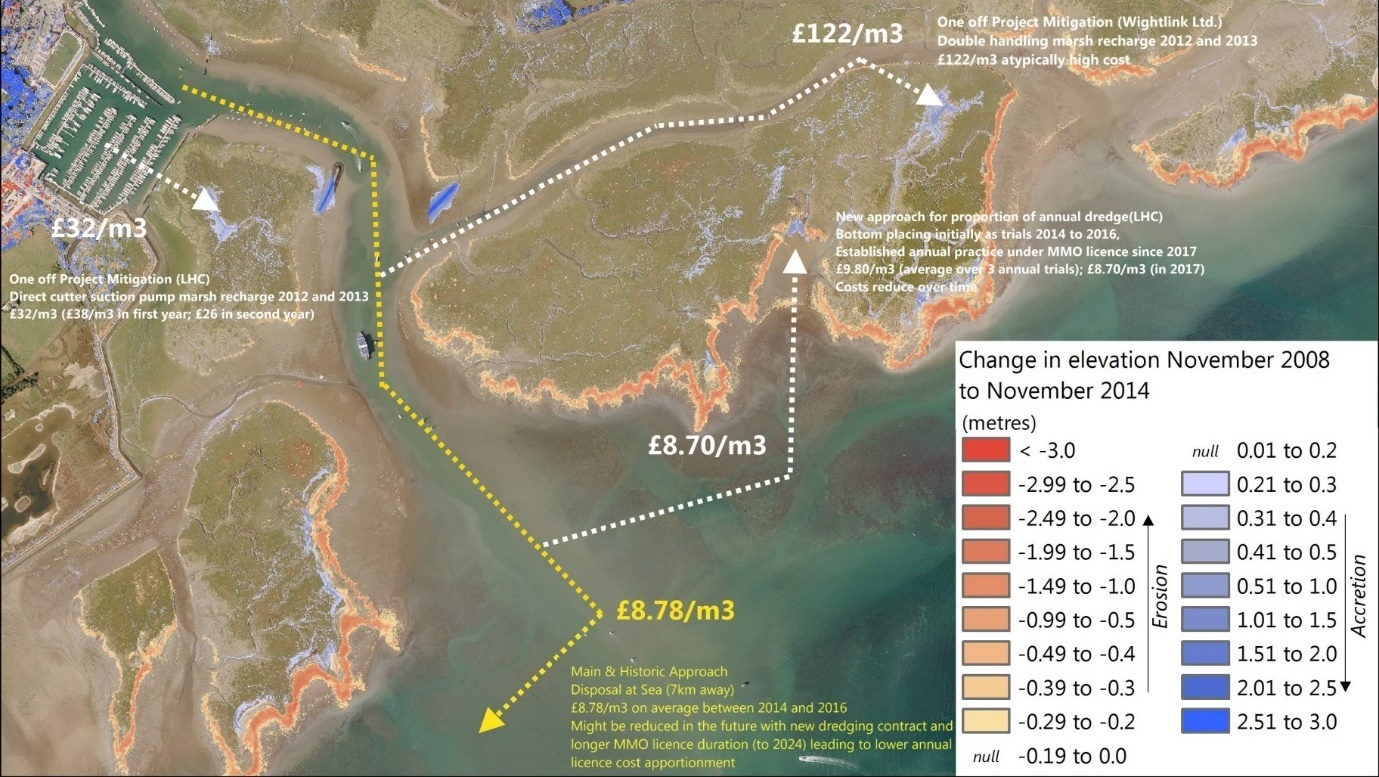 £122/m3
One off Project Mitigation (Wightlink Ltd.)
Double handling marsh recharge 2012 and 2013
£122/m3 atypically high cost
£32/m3
One off Project Mitigation (LHC)
Direct cutter suction pump marsh recharge 2012 and 2013
£32/m3 (£38/m3 in first year; £26 in second year)
New approach for proportion of annual dredge(LHC)
Bottom placing initially as trials 2014 to 2016,
Established annual practice under MMO licence since 2017
£9.80/m3 (average over 3 annual trials); £8.70/m3 (in 2017)
Costs reduce over time
£8.70/m3
£8.78/m3
Main & Historic Approach
Disposal at Sea (7km away)
£8.78/m3 on average between 2014 and 2016
Might be reduced in the future with new dredging contract and
longer MMO licence duration (to 2024) leading to lower annual
licence cost apportionment
Change in elevation November 2008
to November 2014
(metres)
< -3.0
-2.99 to -2.5
-2.49 to -2.0
-1.99 to -1.5
-1.49 to -1.0
-0.99 to -0.5
-0.49 to -0.4
-0.39 to -0.3
-0.29 to -0.2
null -0.19 to 0.0
Erosion
null 0.01 to 0.2
0.21 to 0.3
0.31 to 0.4
0.41 to 0.5
0.51 to 1.0
1.01 to 1.5
1.51 to 2.0
2.01 to 2.5
2.51 to 3.0
Accretion